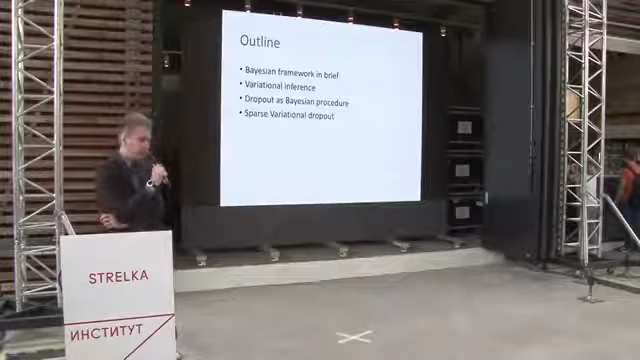 Outline
• Bayesian framework in brief
• Variational inference
• Dropout as Bayesian procedure
• Sparse Variational dropout
STRELKA
ИНСТИТУТ